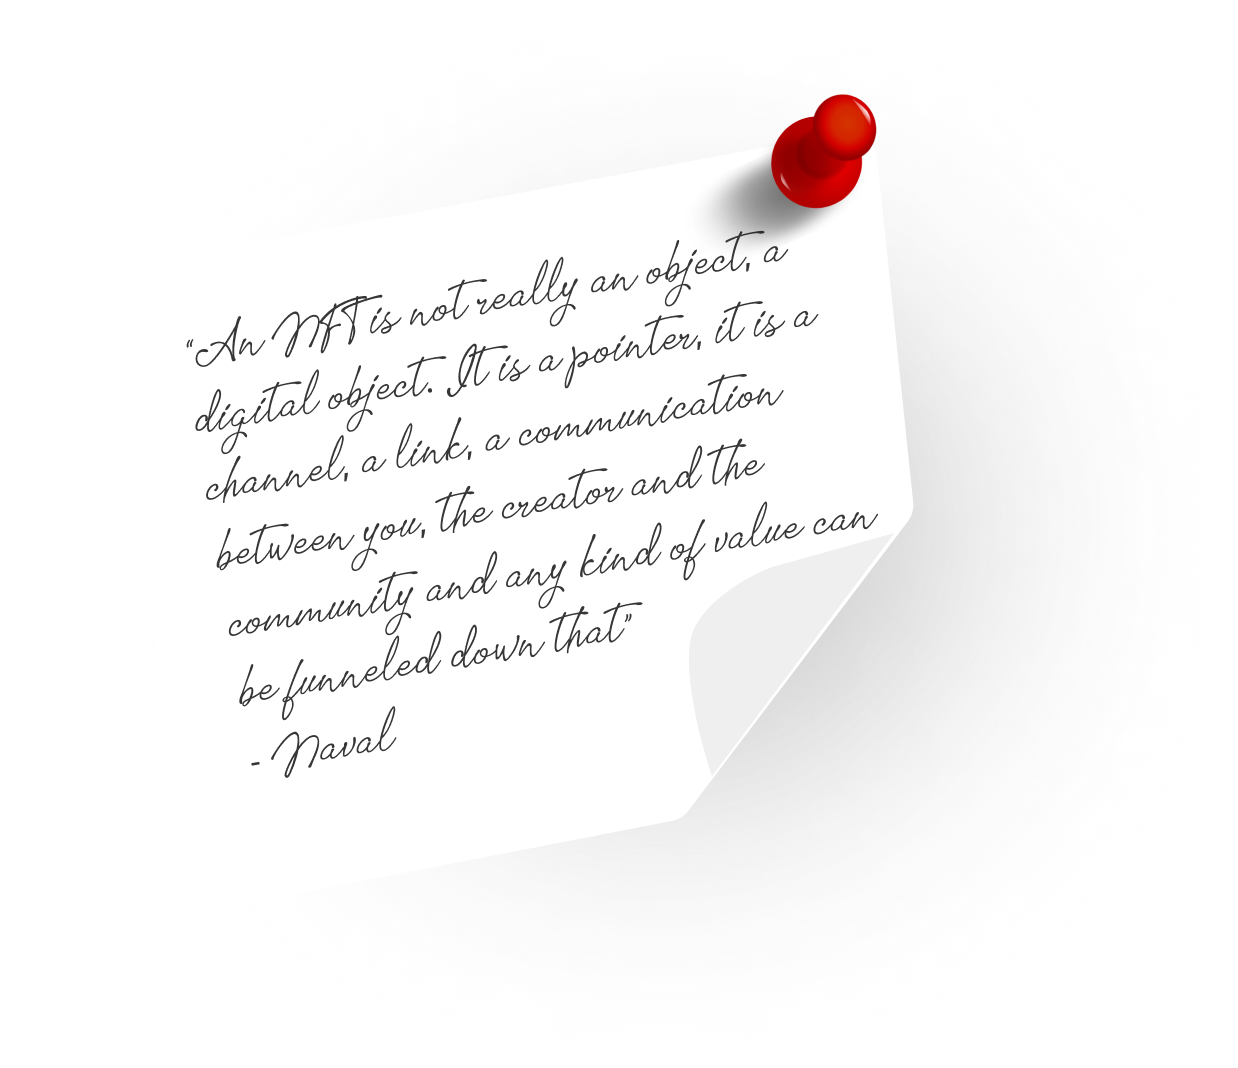 “An NFT is not really an object, a
digital object. It is a pointer, it is a
channel, a link, a communication
between you, the creator and the
community and any kind of value can
be funneled down that”
- Naval